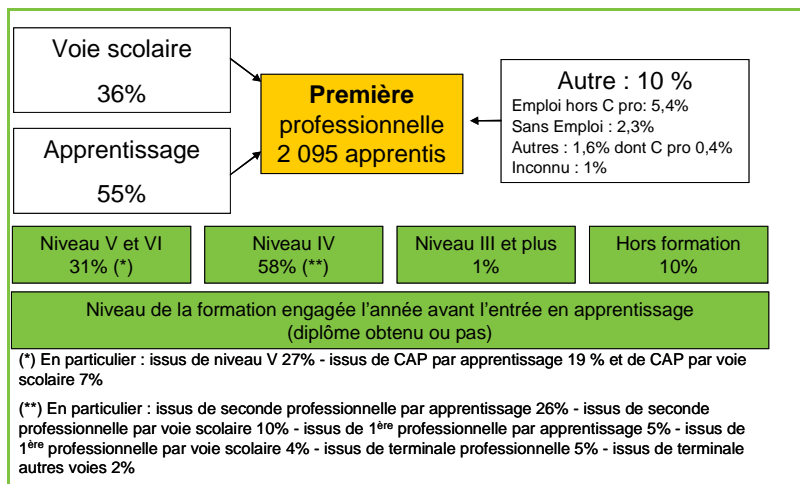 Voie scolaire
36%
Apprentissage
55%
Première
professionnelle
2 095 apprentis
Autre : 10 %
Emploi hors C pro: 5,4%
Sans Emploi : 2,3%
Autres : 1,6% dont C pro 0,4%
Inconnu : 1%
Niveau V et VI
31% (*)
Niveau IV
58% (**)
Niveau III et plus
1%
Hors formation
10%
Niveau de la formation engagée l'année avant l'entrée en apprentissage
(diplôme obtenu ou pas)
(*) En particulier : issus de niveau V 27% - issus de CAP par apprentissage 19 % et de CAP par voie
scolaire 7%
(**) En particulier : issus de seconde professionnelle par apprentissage 26% - issus de seconde
professionnelle par voie scolaire 10% - issus de 1ère professionnelle par apprentissage 5% - issus de
1ère professionnelle par voie scolaire 4% - issus de terminale professionnelle 5% - issus de terminale
autres voies 2%